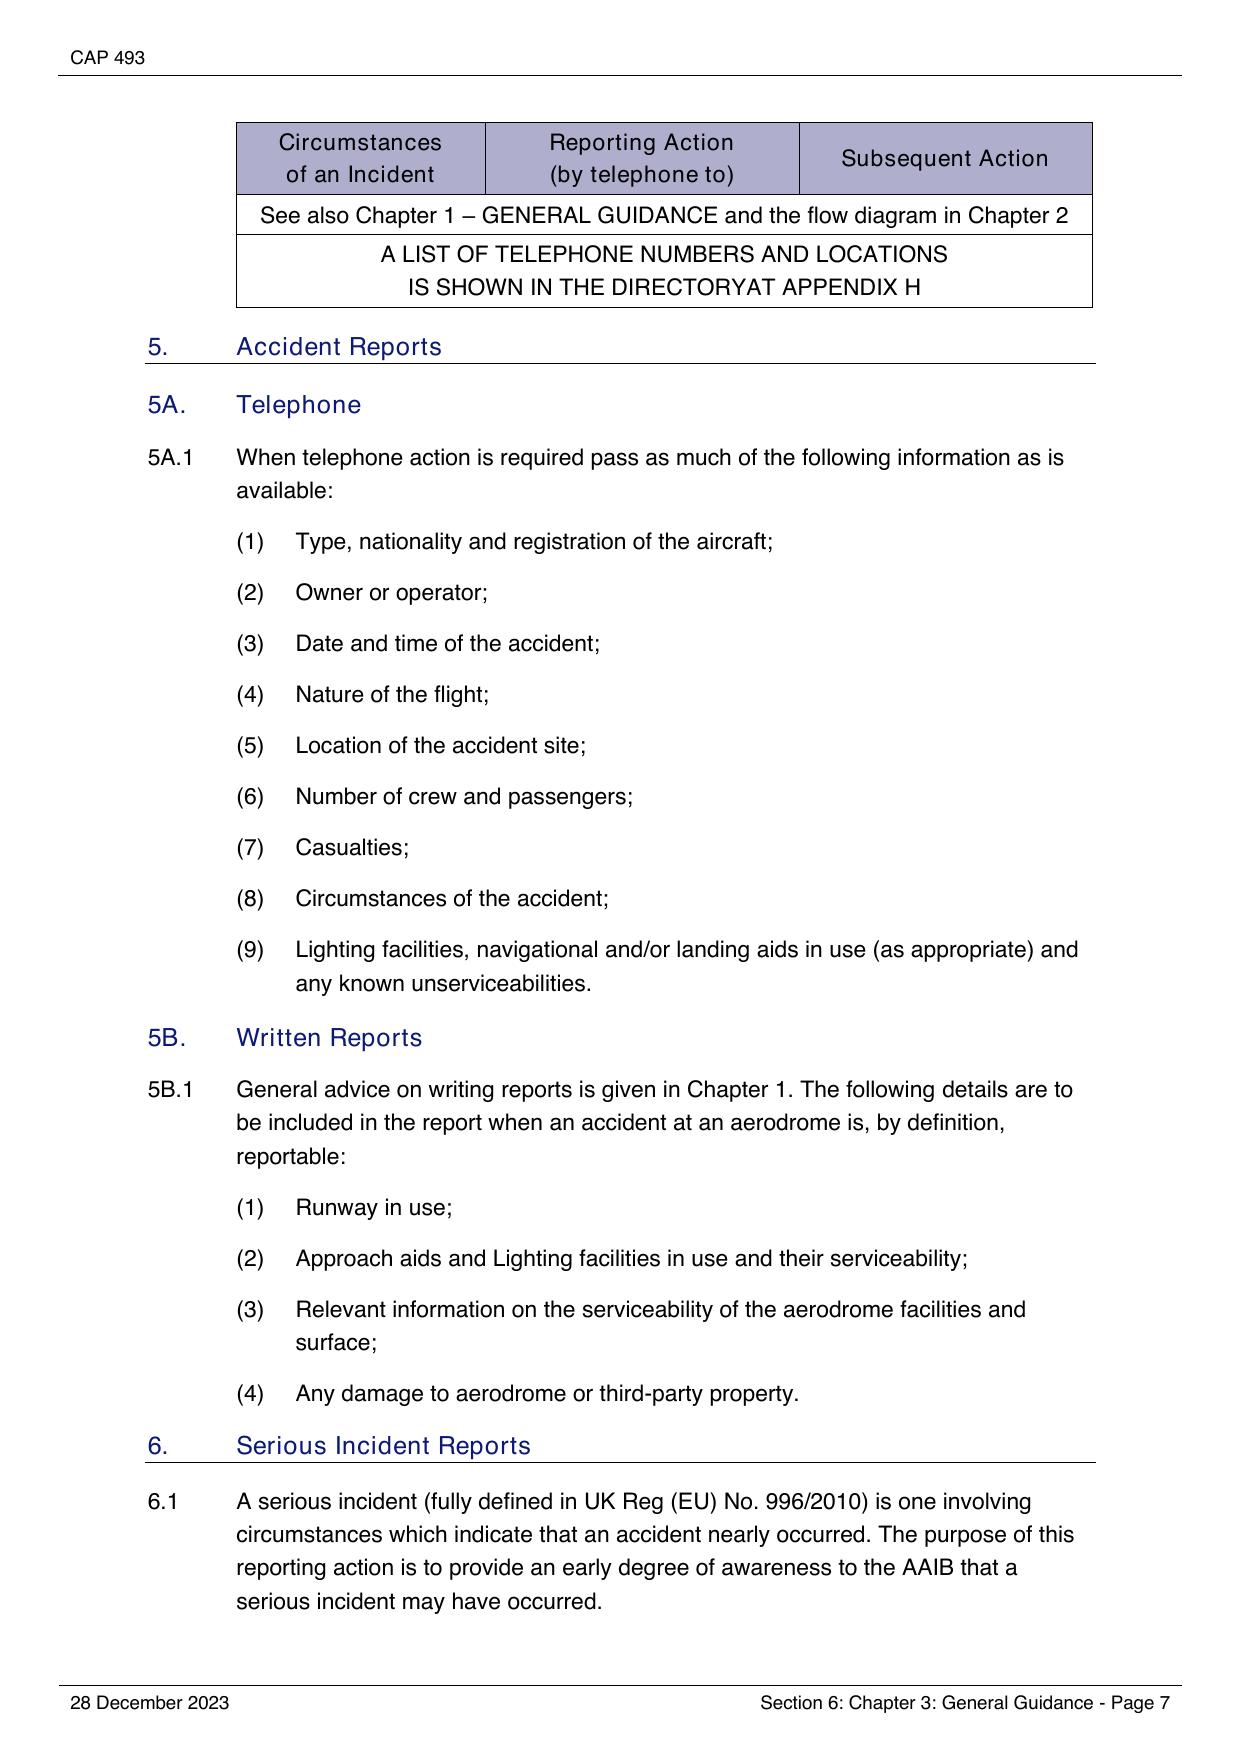 CAP 493
Circumstances
of an Incident
Reporting Action
(by telephone to)
Subsequent Action
See also Chapter 1 – GENERAL GUIDANCE and the flow diagram in Chapter 2
A LIST OF TELEPHONE NUMBERS AND LOCATIONS
IS SHOWN IN THE DIRECTORYAT APPENDIX H
5. Accident Reports
5A. Telephone
5A.1 When telephone action is required pass as much of the following information as is
available:
(1) Type, nationality and registration of the aircraft;
(2) Owner or operator;
(3) Date and time of the accident;
(4) Nature of the flight;
(5) Location of the accident site;
(6) Number of crew and passengers;
(7) Casualties;
(8) Circumstances of the accident;
(9) Lighting facilities, navigational and/or landing aids in use (as appropriate) and
any known unserviceabilities.
5B. Written Reports
5B.1 General advice on writing reports is given in Chapter 1. The following details are to
be included in the report when an accident at an aerodrome is, by definition,
reportable:
(1) Runway in use;
(2) Approach aids and Lighting facilities in use and their serviceability;
(3) Relevant information on the serviceability of the aerodrome facilities and
surface;
(4) Any damage to aerodrome or third-party property.
6. Serious Incident Reports
6.1 A serious incident (fully defined in UK Reg (EU) No. 996/2010) is one involving
circumstances which indicate that an accident nearly occurred. The purpose of this
reporting action is to provide an early degree of awareness to the AAIB that a
serious incident may have occurred.
28 December 2023
Section 6: Chapter 3: General Guidance - Page 7